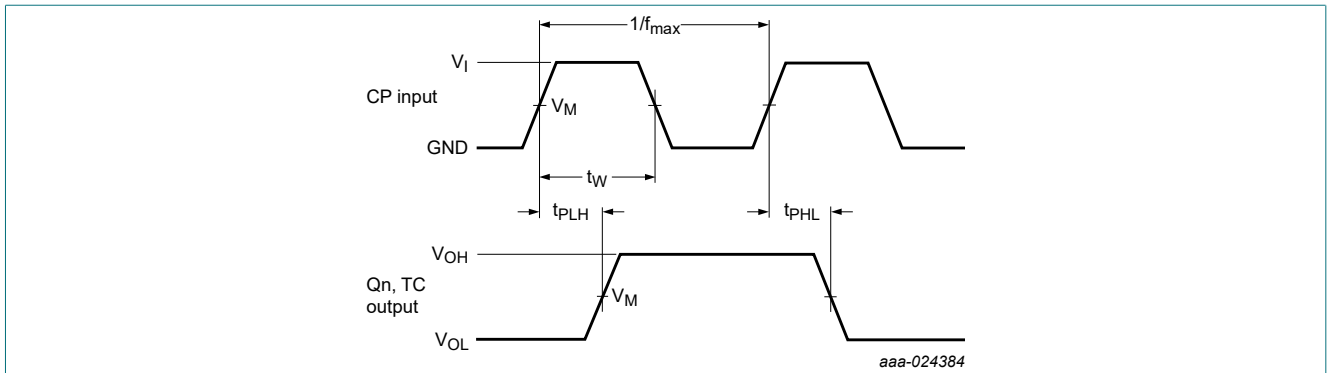 1/fmax
VI
CP input
VM
GND
tW
tPLH
tPHL
VOH
Qn, TC
output
VM
VOL
aaa-024384